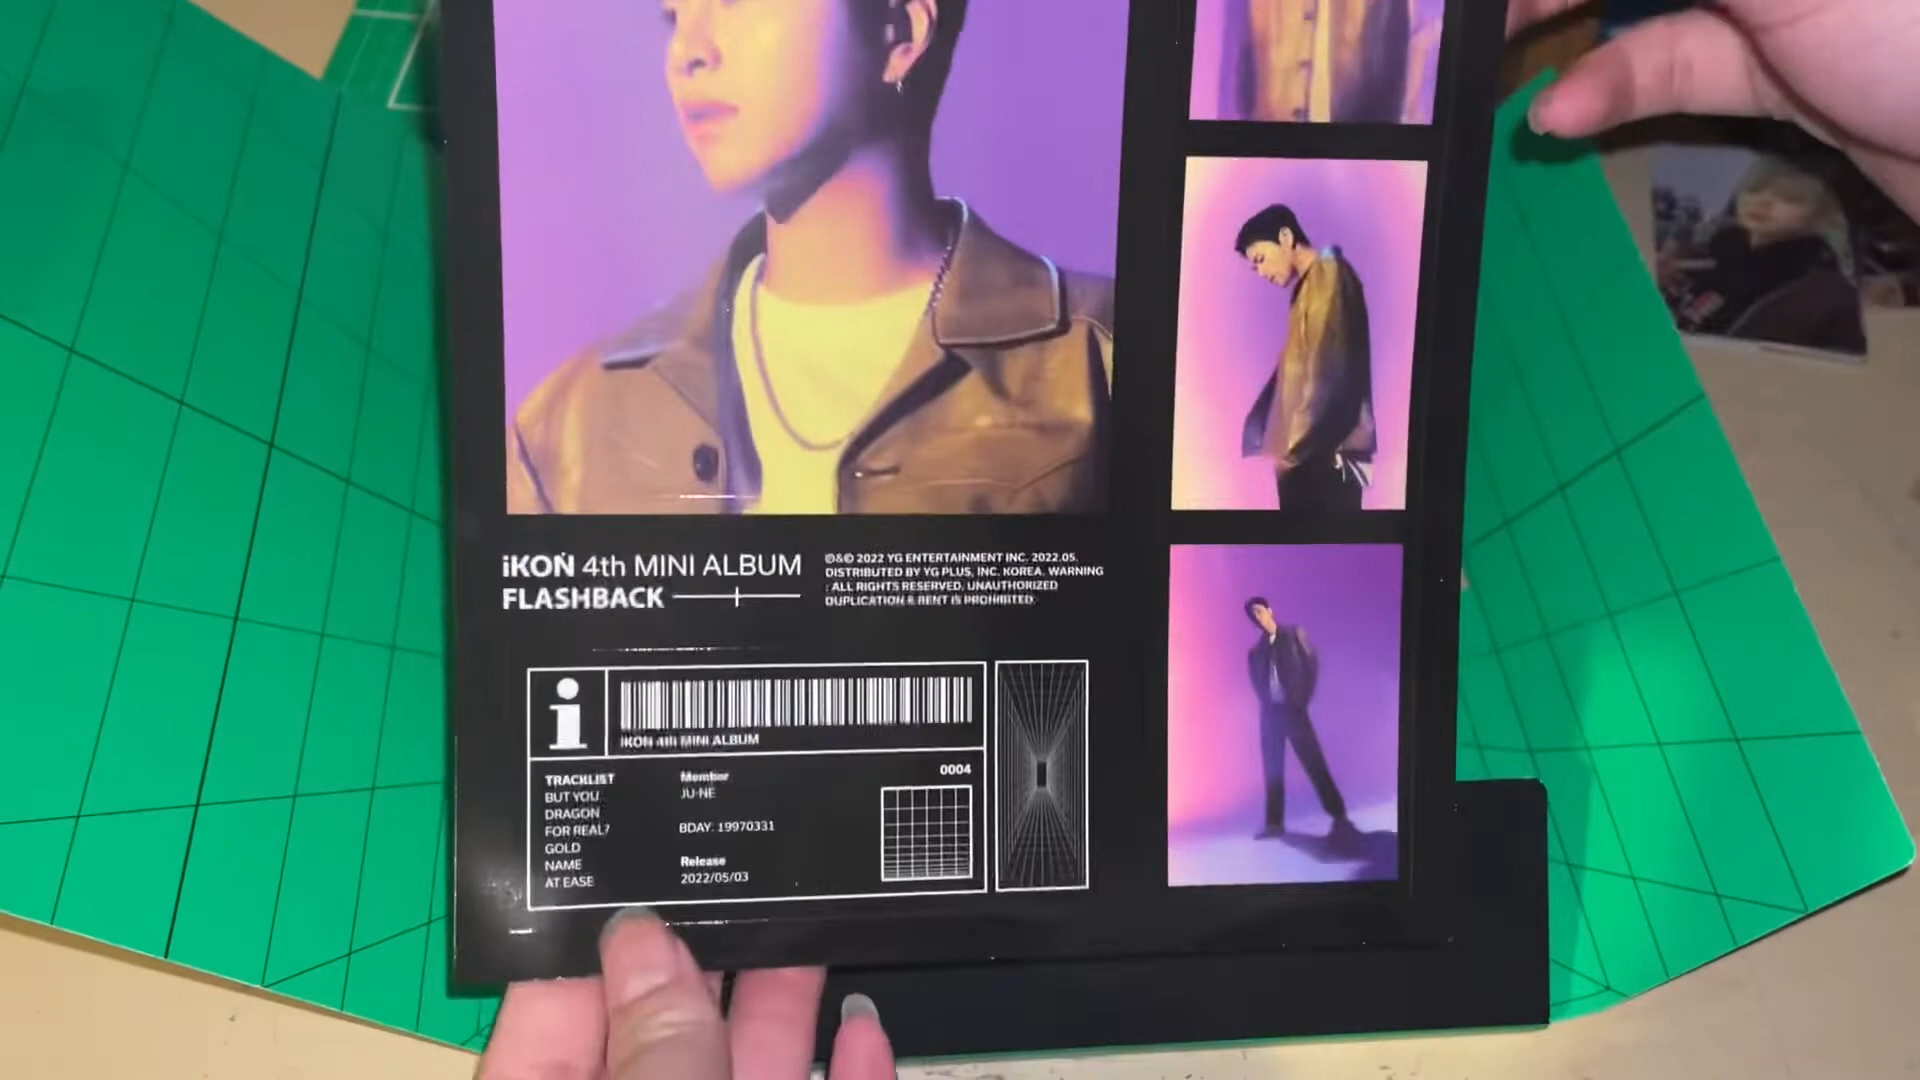 iKON 4th MINI ALBUM
FLASHBACK
℗&© 2022 YG ENTERTAINMENT INC. 2022.05.
DISTRIBUTED BY YG PLUS, INC. KOREA. WARNING
: ALL RIGHTS RESERVED. UNAUTHORIZED
DUPLICATION & RENT IS PROHIBITED.
i
iKON 4th MINI ALBUM
TRACKLIST
BUT YOU
DRAGON
FOR REAL?
GOLD
NAME
AT EASE
Member
JU-NE
BDAY. 19970331
Release
2022/05/03
0004